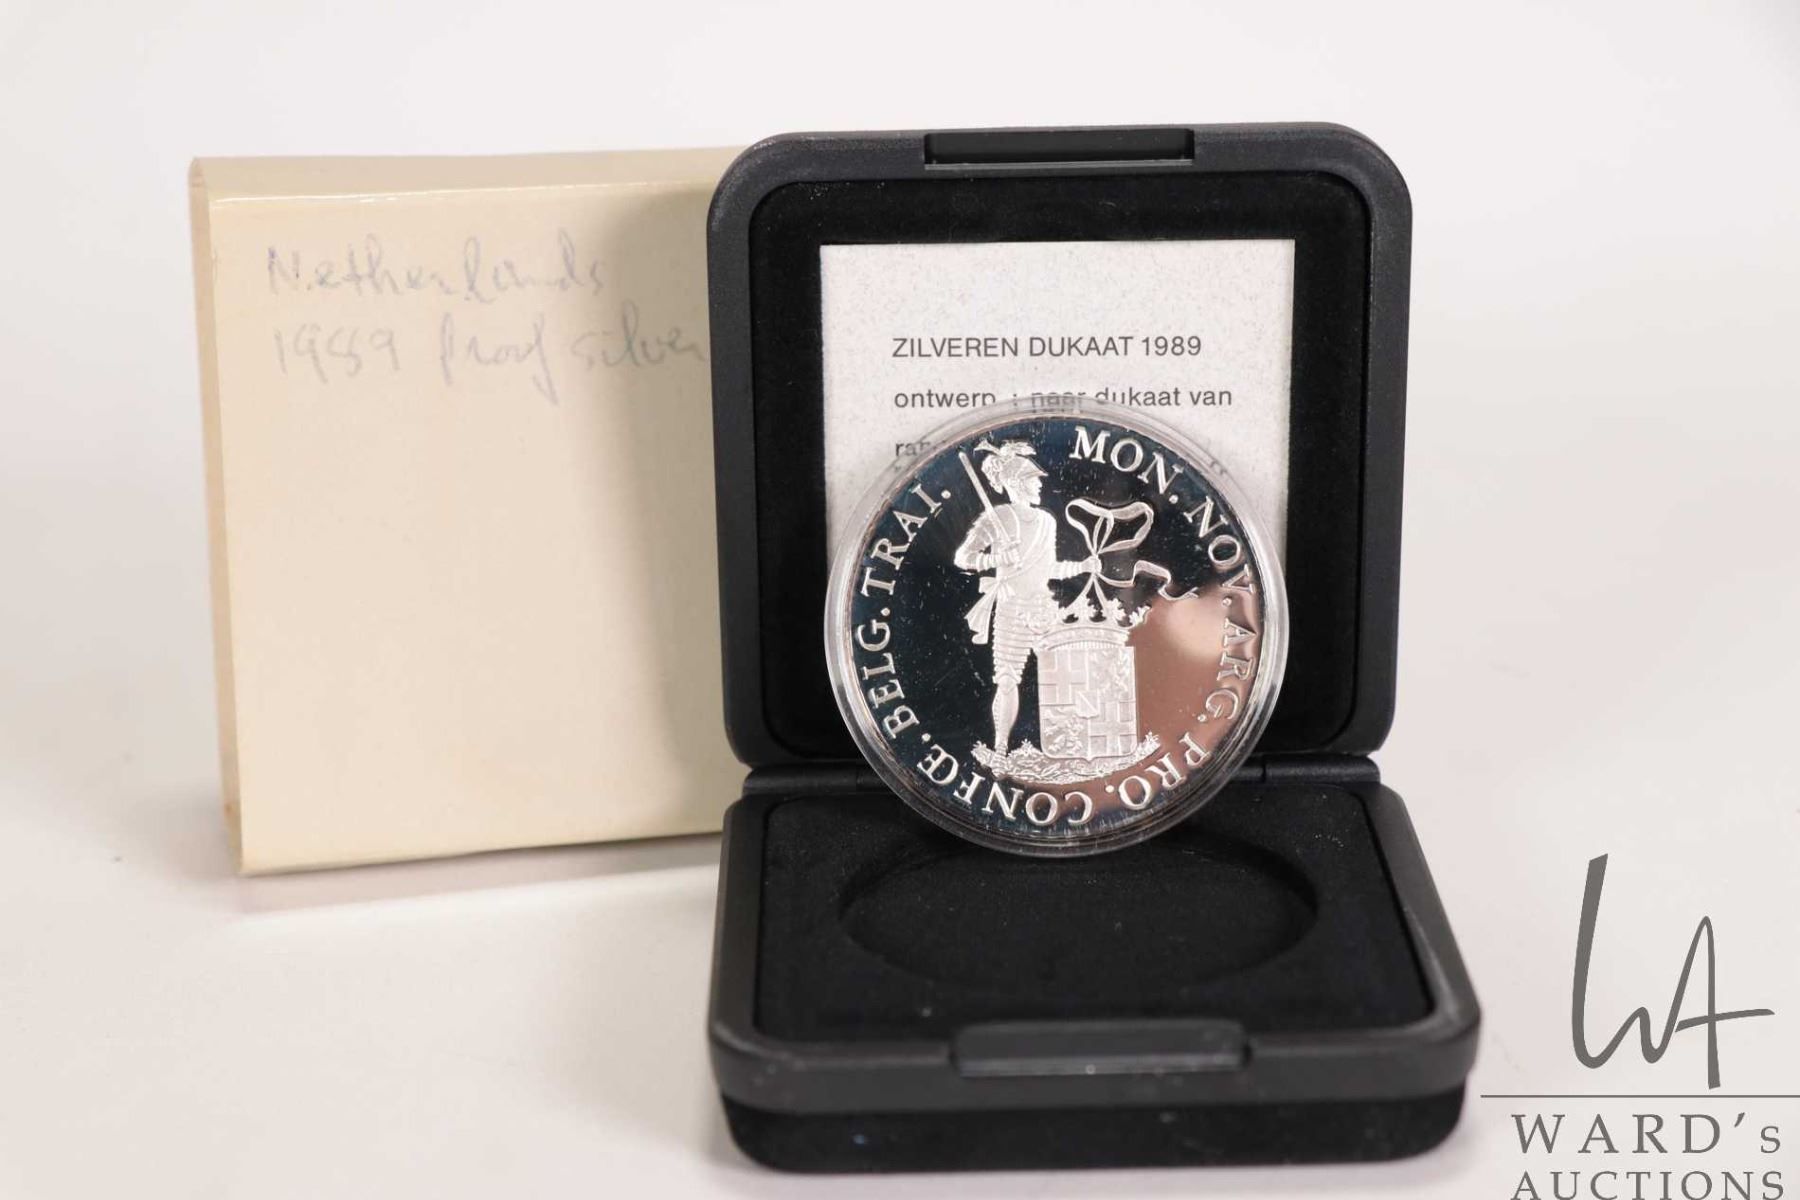 Netherlands
1989 Proof silver
ZILVEREN DUKAAT 1989
ontwerp : naar dukaat van
MON. NOV. ARG. PRO. CONFŒ. BELG. TRAI.
WA
WARD's
AUCTIONS